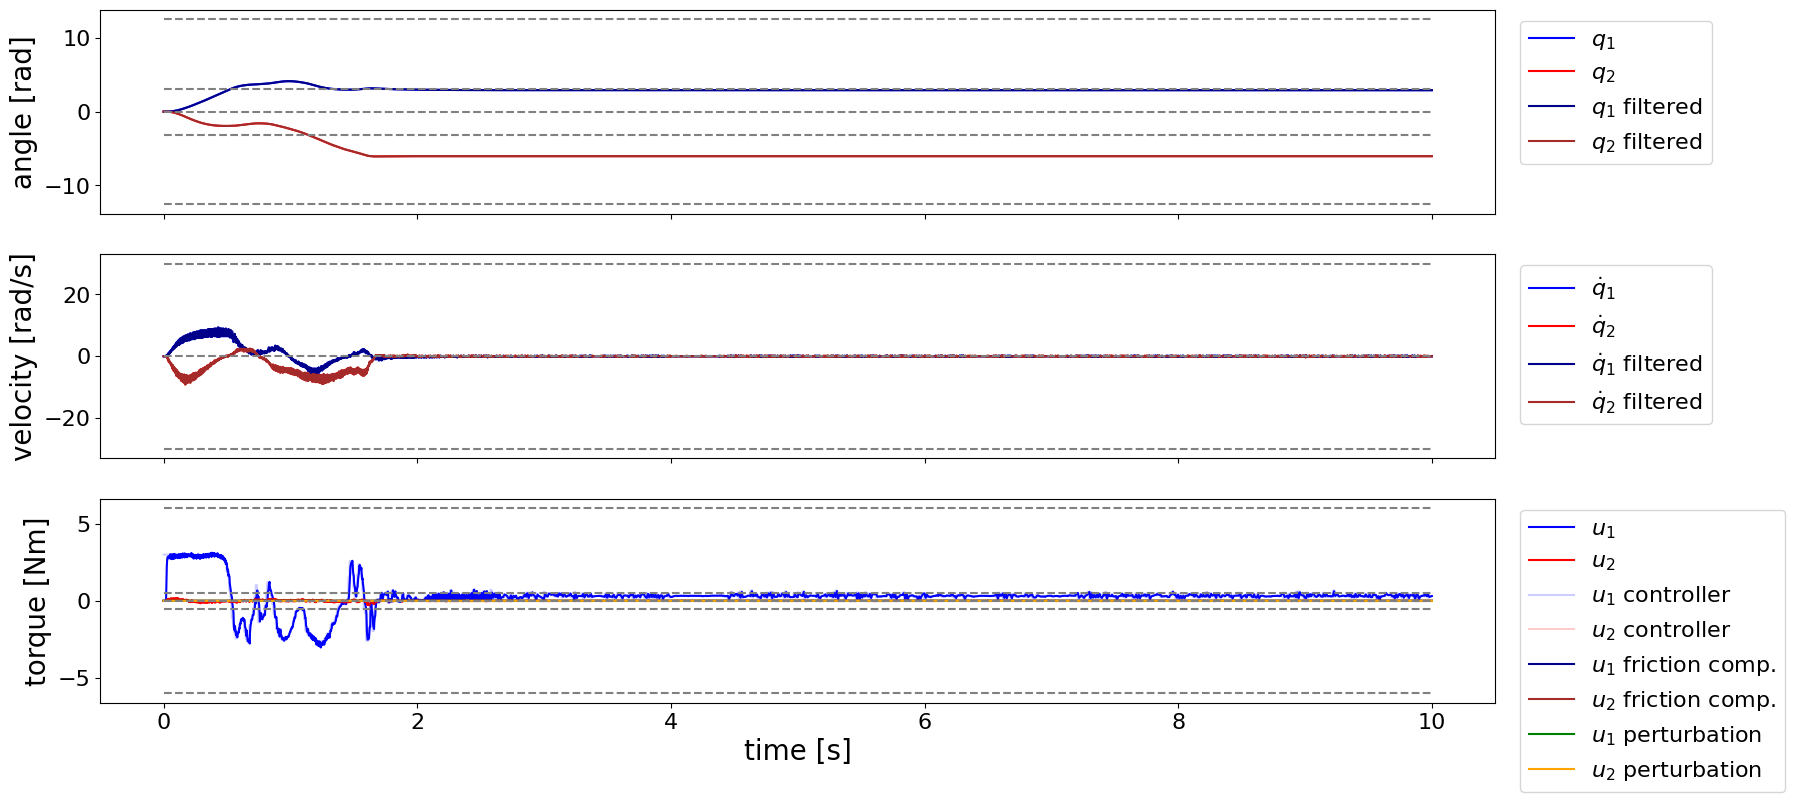 angle [rad]
10
0
−10
q₁
q₂
q₁ filtered
q₂ filtered
velocity [rad/s]
20
0
−20
q̇₁
q̇₂
q̇₁ filtered
q̇₂ filtered
torque [Nm]
5
0
−5
0 2 4 6 8 10
time [s]
u₁
u₂
u₁ controller
u₂ controller
u₁ friction comp.
u₂ friction comp.
u₁ perturbation
u₂ perturbation